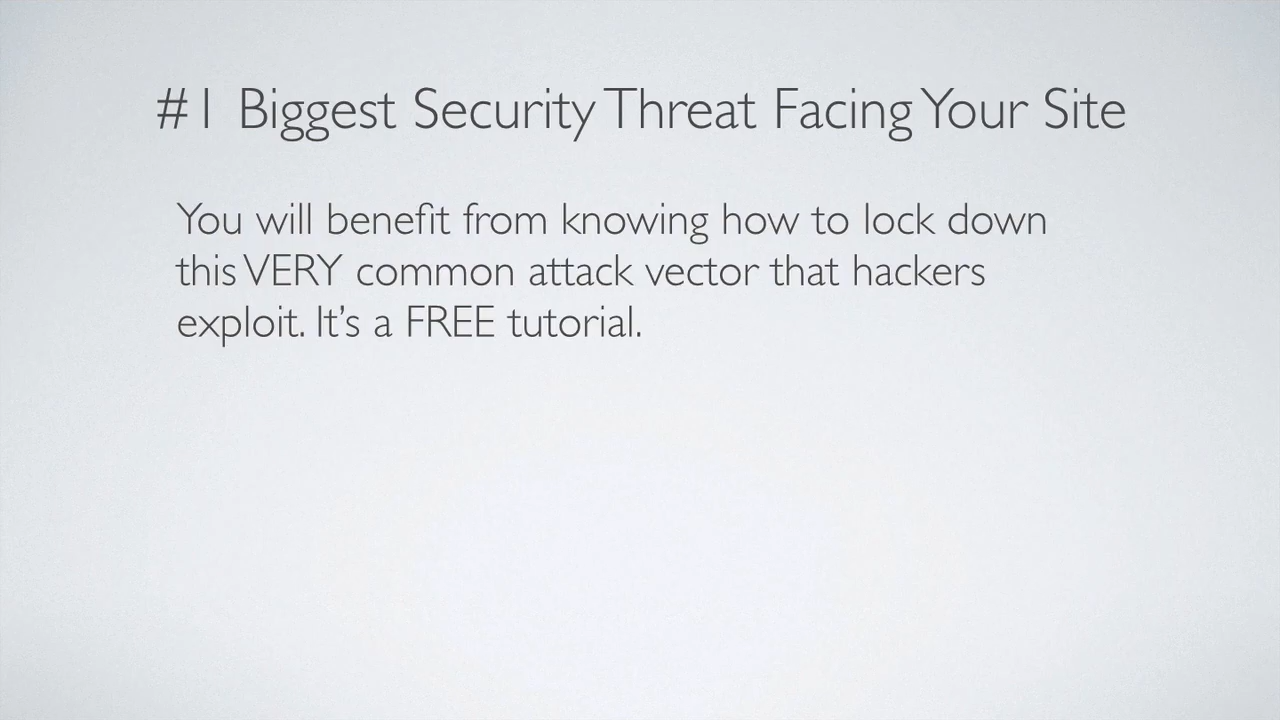 #1 Biggest Security Threat Facing Your Site
You will benefit from knowing how to lock down
this VERY common attack vector that hackers
exploit. It’s a FREE tutorial.